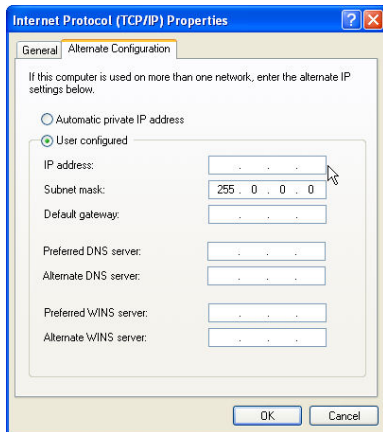 Internet Protocol (TCP/IP) Properties
General Alternate Configuration
If this computer is used on more than one network, enter the alternate IP
settings below.
Automatic private IP address
User configured
IP address: . . .
Subnet mask: 255 . 0 . 0 . 0
Default gateway: . . .
Preferred DNS server: . . .
Alternate DNS server: . . .
Preferred WINS server: . . .
Alternate WINS server: . . .
OK Cancel